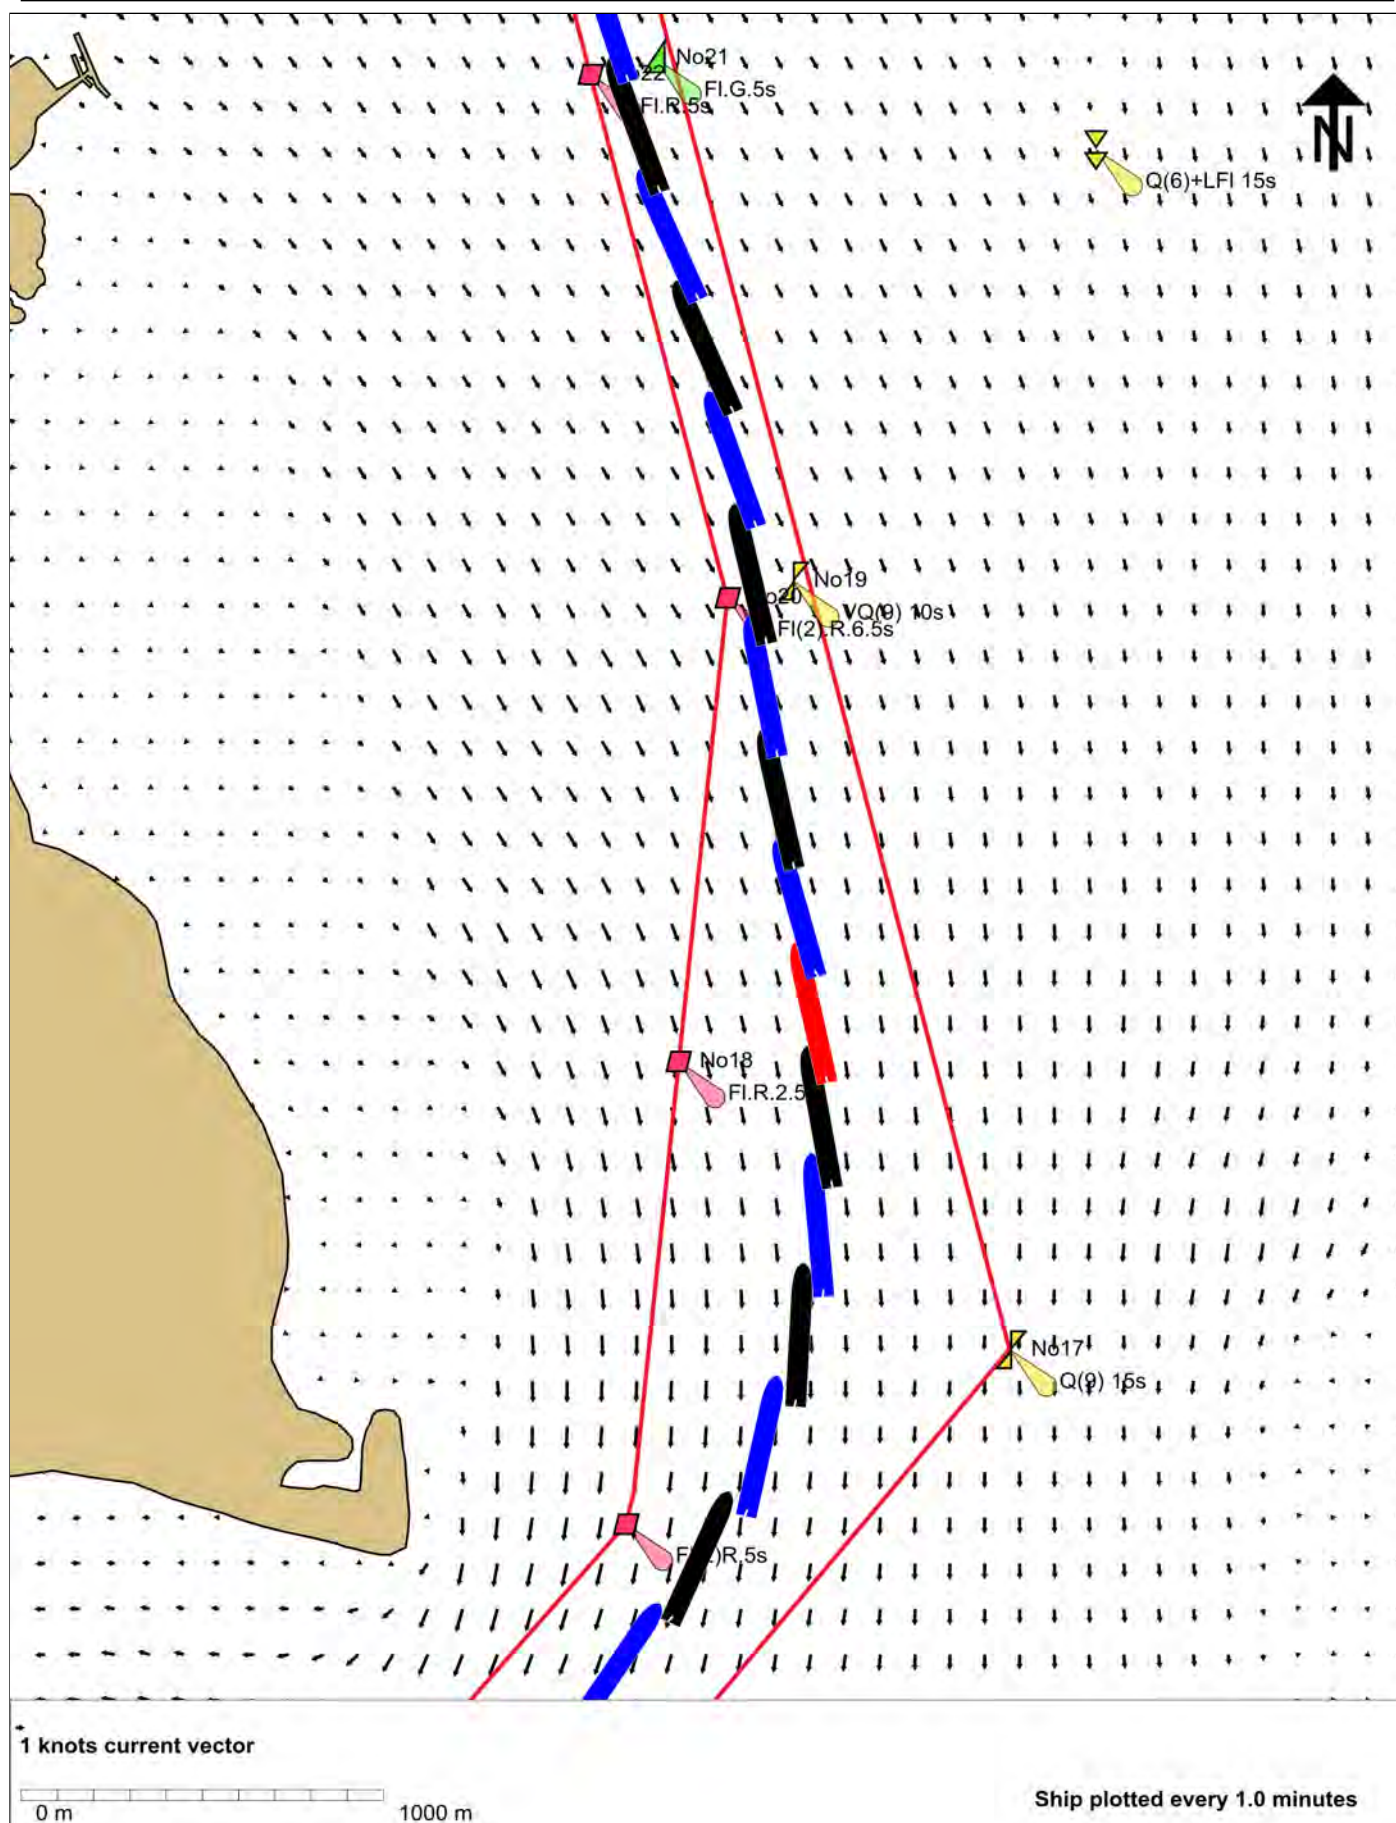 No21
22
Fl.G.5s
Fl.R.5s
N
Q(6)+LFl 15s
No19
VQ(9) 10s
Fl(2).R.6.5s
No18
Fl.R.2.5
No17
Q(9) 15s
R.5s
1 knots current vector
0 m
1000 m
Ship plotted every 1.0 minutes